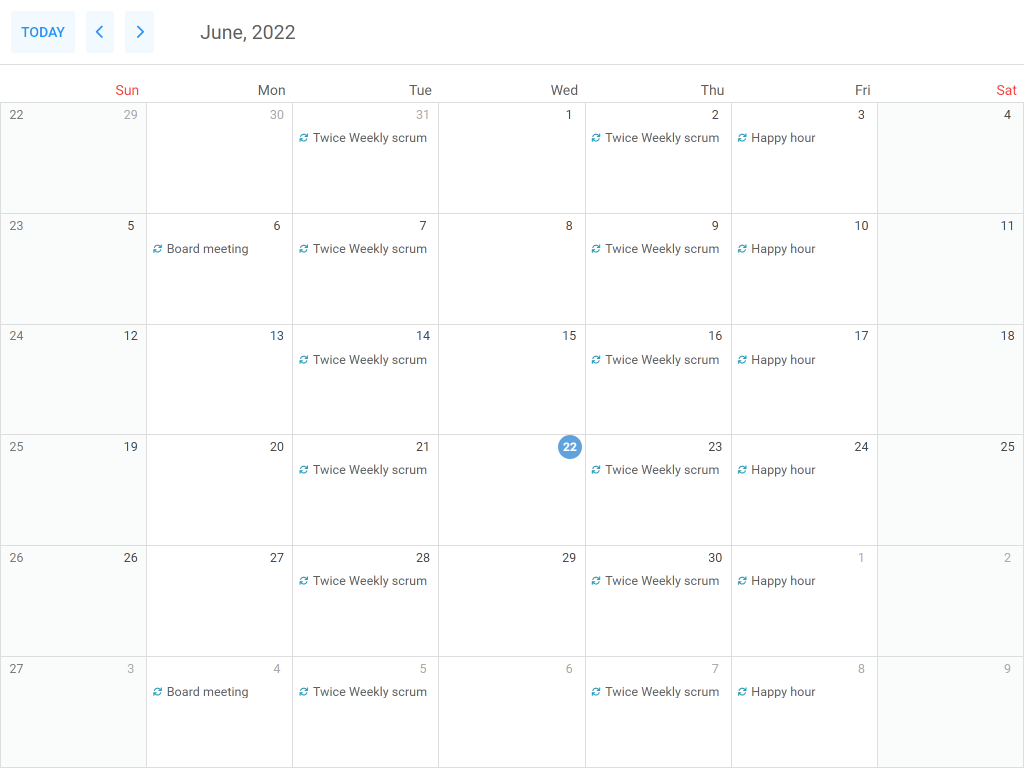 TODAY
June, 2022
Sun Mon Tue Wed Thu Fri Sat
22 29 30 31 1 2 3 4
Twice Weekly scrum Twice Weekly scrum Happy hour
23 5 6 7 8 9 10 11
Board meeting Twice Weekly scrum Twice Weekly scrum Happy hour
24 12 13 14 15 16 17 18
Twice Weekly scrum Twice Weekly scrum Happy hour
25 19 20 21 22 23 24 25
Twice Weekly scrum Twice Weekly scrum Happy hour
26 26 27 28 29 30 1 2
Twice Weekly scrum Twice Weekly scrum Happy hour
27 3 4 5 6 7 8 9
Board meeting Twice Weekly scrum Twice Weekly scrum Happy hour